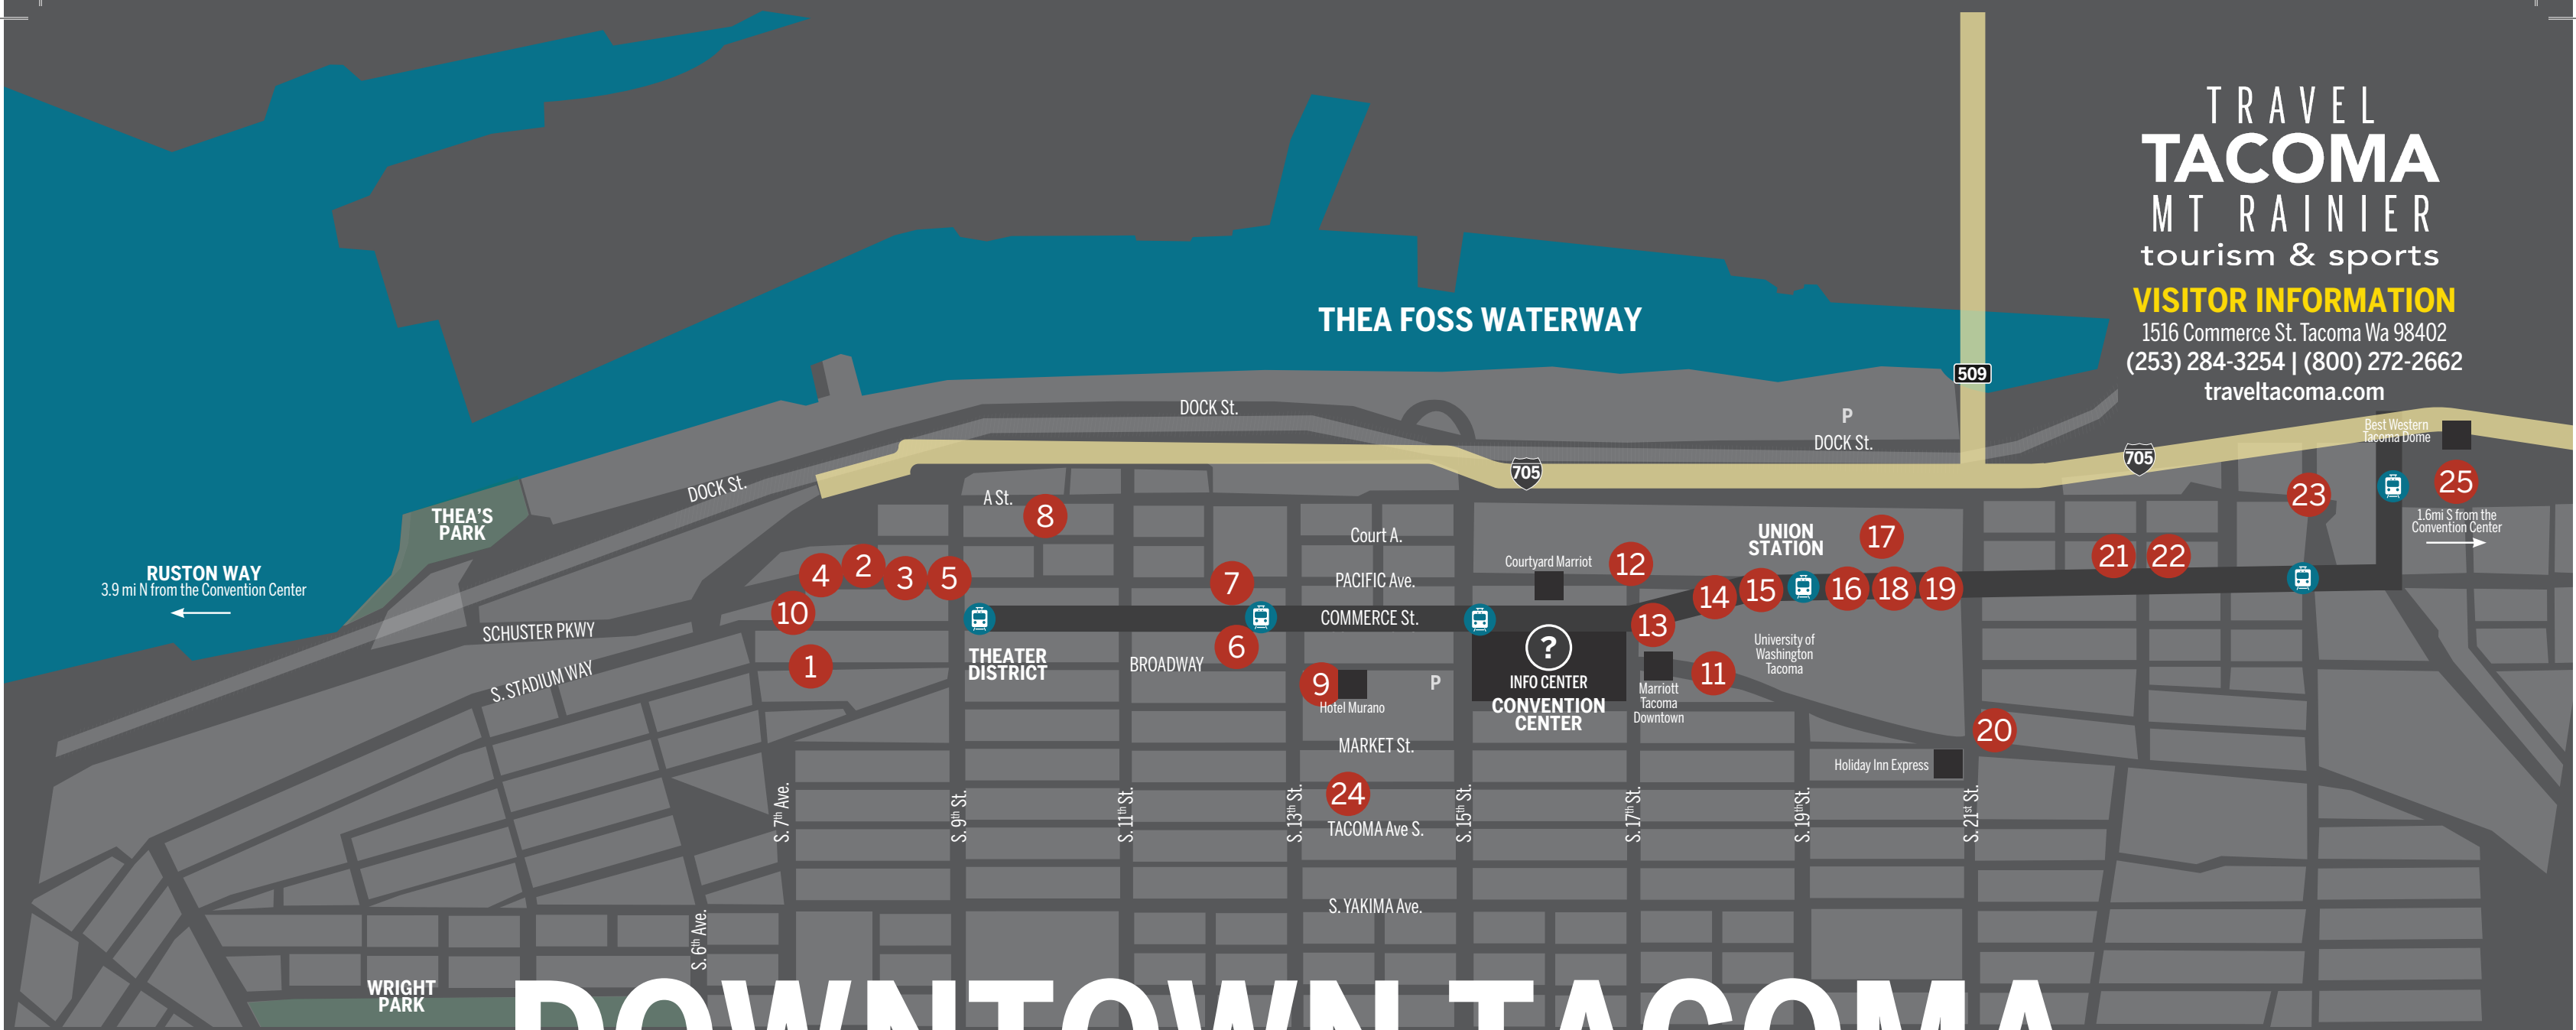 TRAVEL
TACOMA
MT RAINIER
tourism & sports
VISITOR INFORMATION
1516 Commerce St. Tacoma Wa 98402
(253) 284-3254 | (800) 272-2662
traveltacoma.com
THEA FOSS WATERWAY
509
DOCK St.
P
DOCK St.
705
705
Best Western
Tacoma Dome
DOCK St.
A St.
8
23
25
1.6mi S from the
Convention Center
THEA'S
PARK
Court A.
UNION
STATION
17
Courtyard Marriot
12
21
22
RUSTON WAY
3.9 mi N from the Convention Center
4
2
3
5
7
PACIFIC Ave.
14
15
16
18
19
10
COMMERCE St.
13
SCHUSTER PKWY
S. STADIUM WAY
1
THEATER
DISTRICT
BROADWAY
6
9
Hotel Murano
P
?
INFO CENTER
CONVENTION
CENTER
Marriott
Tacoma
Downtown
11
University of
Washington
Tacoma
20
MARKET St.
Holiday Inn Express
24
TACOMA Ave S.
S. 7th Ave.
S. 9th St.
S. 11th St.
S. 13th St.
S. 15th St.
S. 17th St.
S. 19th St.
S. 21st St.
S. YAKIMA Ave.
S. 6th Ave.
WRIGHT
PARK
DOWNTOWN TACOMA